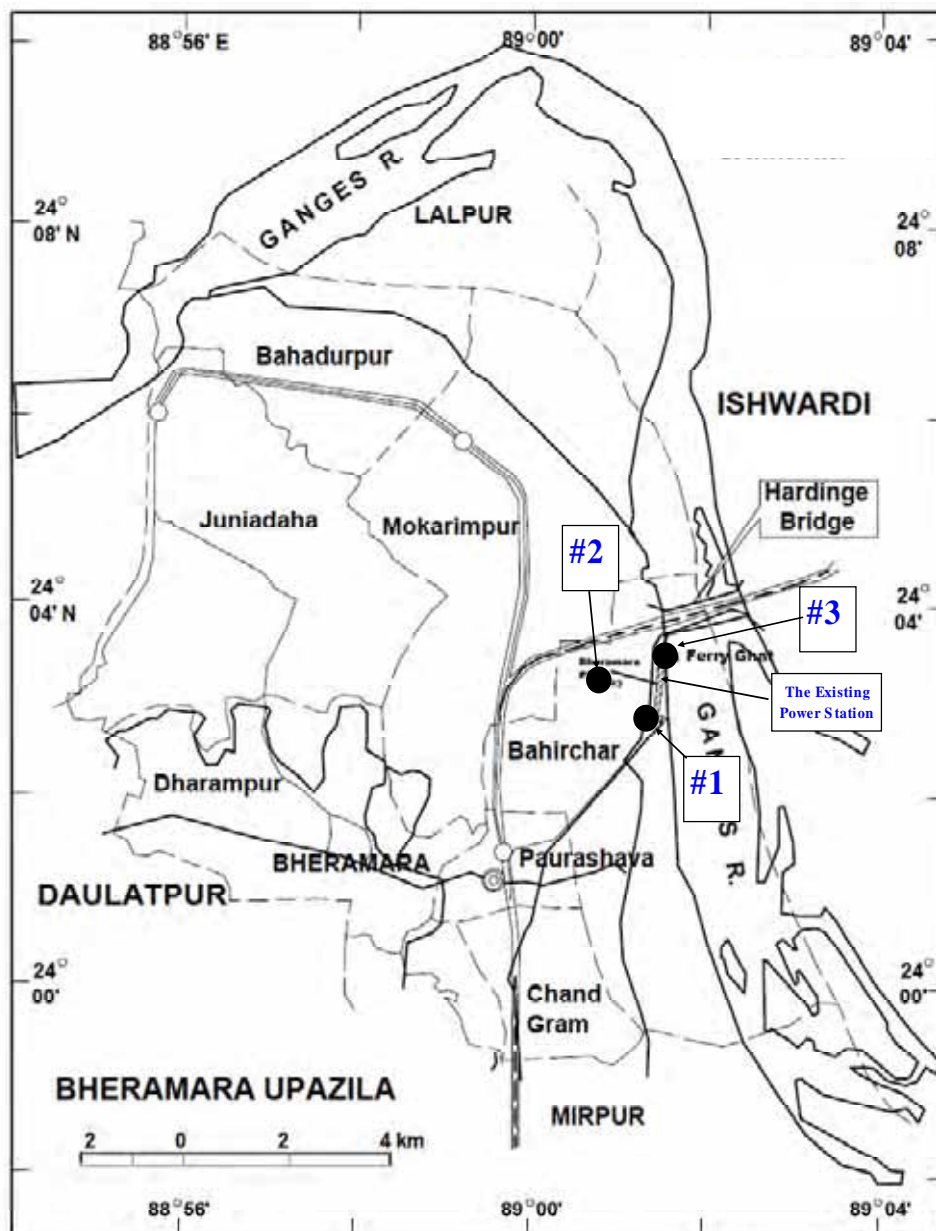 88°56' E
89°00'
89°04'
24°
08' N
24°
08'
GANGES R.
LALPUR
Bahadurpur
ISHWARDI
Hardinge
Bridge
Juniadaha
Mokarimpur
#2
24°
04' N
24°
04'
#3
Bheramara
Ferry Ghat
The Existing
Power Station
GANGES R.
Bahirchar
#1
Dharampur
BHERAMARA
Paurashava
DAULATPUR
24°
00'
24°
00'
Chand
Gram
BHERAMARA UPAZILA
MIRPUR
2 0 2 4 km
88°56'
89°00'
89°04'